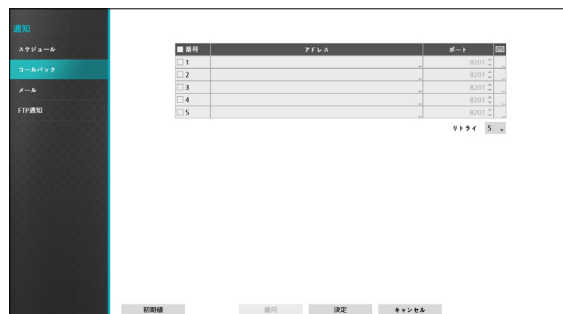 通知
スケジュール
コールバック
メール
FTP通知
番号 アドレス ポート
1 8201
2 8201
3 8201
4 8201
5 8201
リトライ 5
初期値 適用 決定 キャンセル